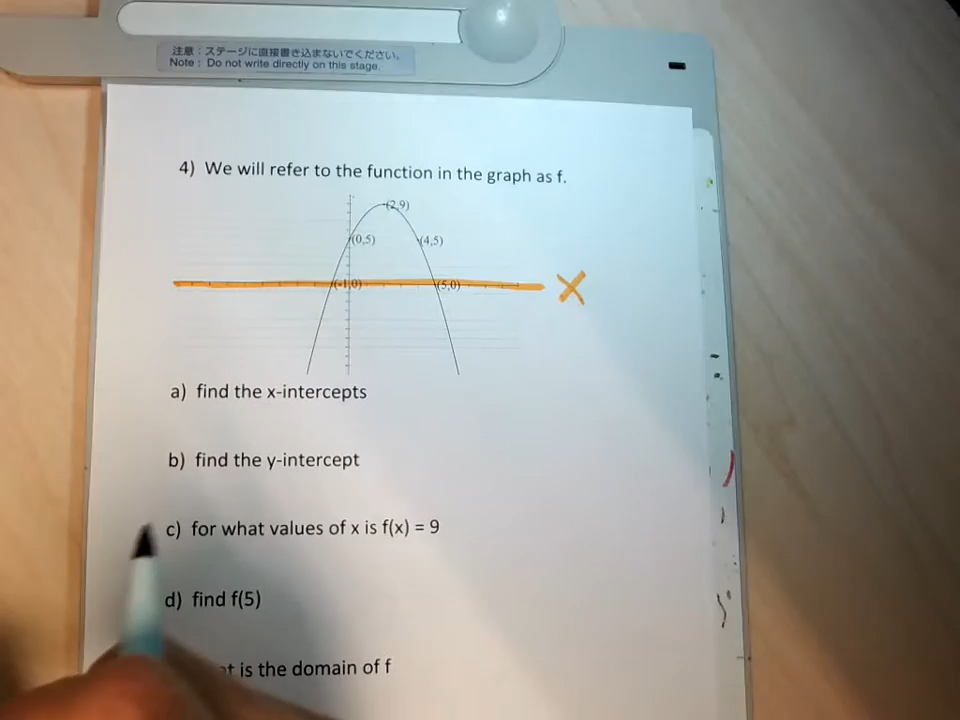 注意：ステージに直接書き込まないでください。
Note : Do not write directly on this stage.
4) We will refer to the function in the graph as f.
(2,9)
(0,5) (4,5)
(-1,0) (5,0) X
a) find the x-intercepts
b) find the y-intercept
c) for what values of x is f(x) = 9
d) find f(5)
is the domain of f